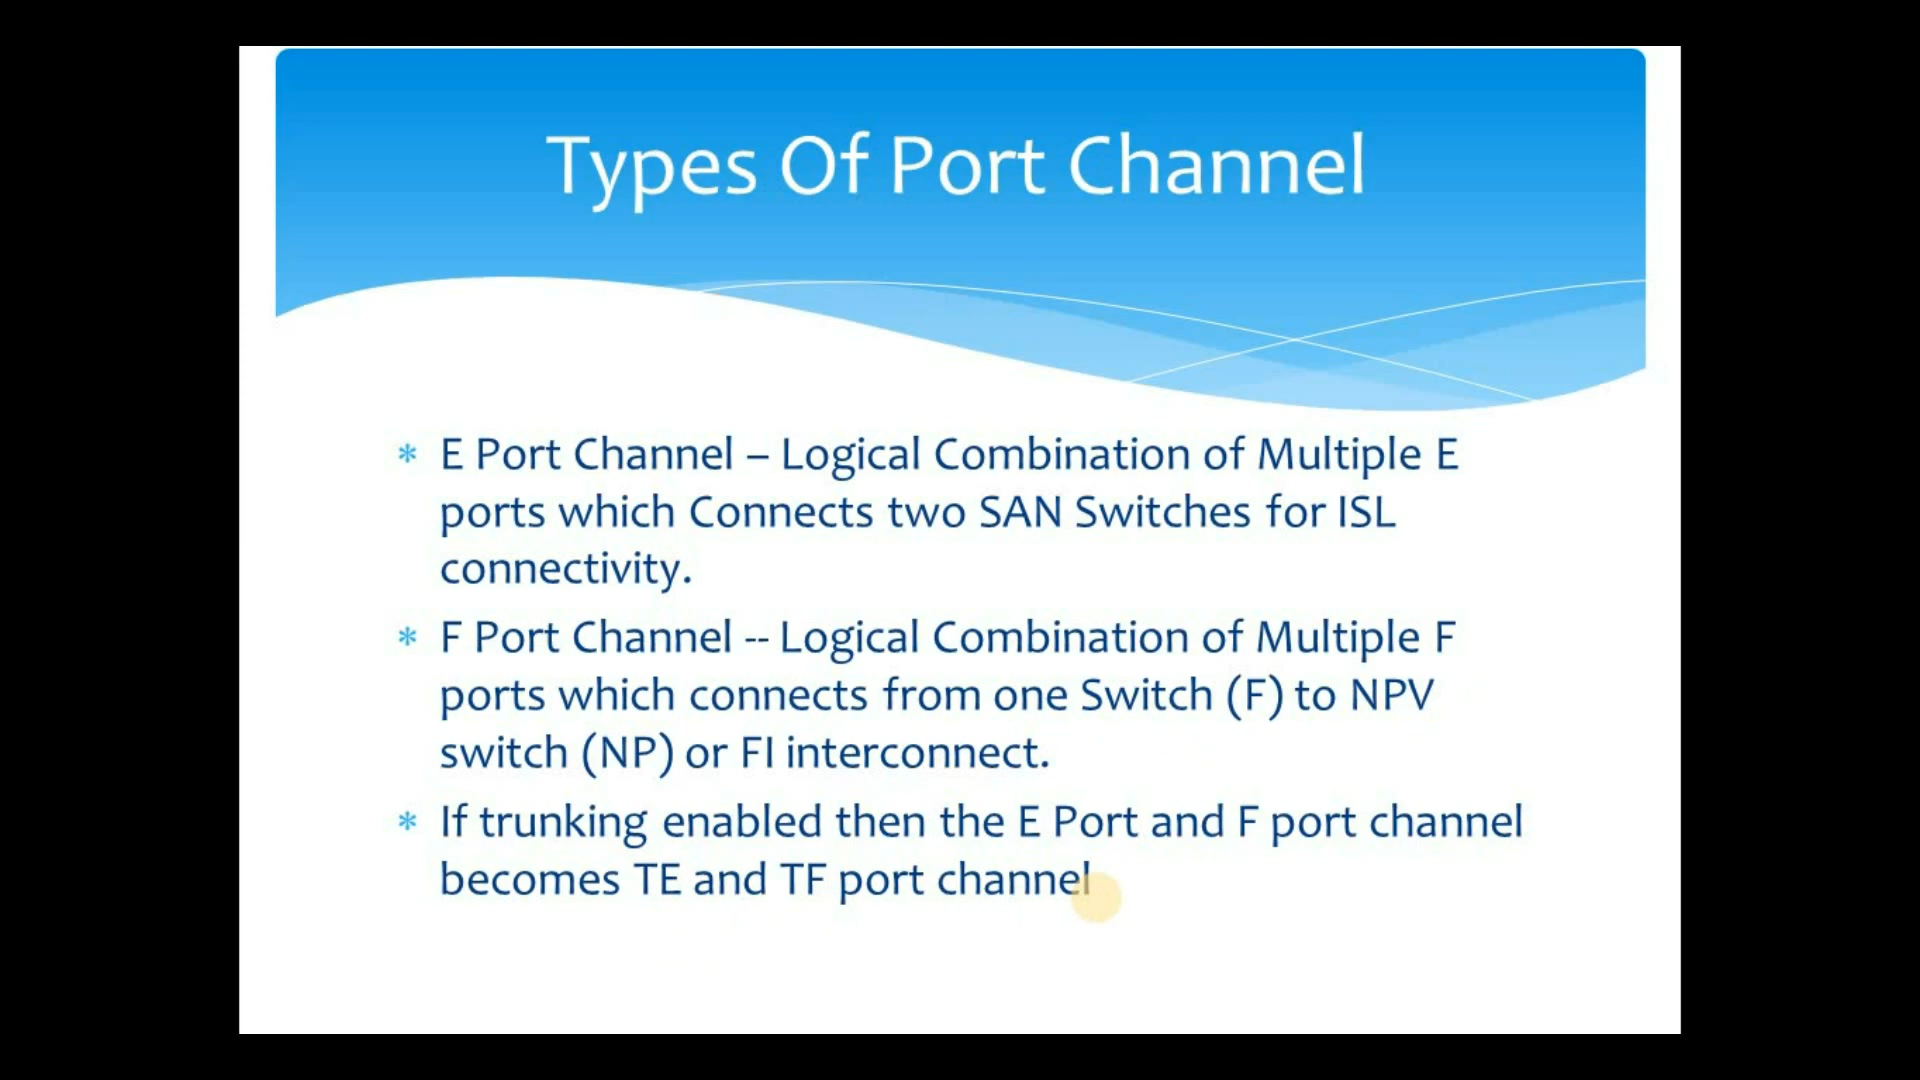 Types Of Port Channel
* E Port Channel – Logical Combination of Multiple E
ports which Connects two SAN Switches for ISL
connectivity.
* F Port Channel -- Logical Combination of Multiple F
ports which connects from one Switch (F) to NPV
switch (NP) or FI interconnect.
* If trunking enabled then the E Port and F port channel
becomes TE and TF port channel